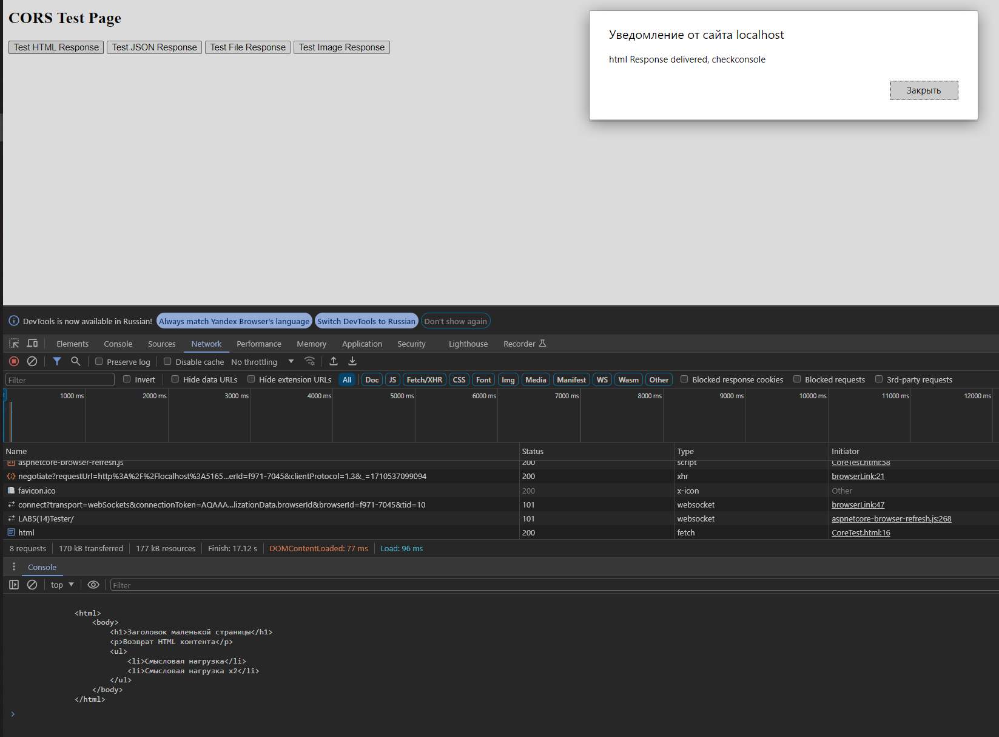 CORS Test Page
Test HTML Response Test JSON Response Test File Response Test Image Response
Уведомление от сайта localhost
html Response delivered, checkconsole
Закрыть
DevTools is now available in Russian! Always match Yandex Browser's language Switch DevTools to Russian Don't show again
Elements Console Sources Network Performance Memory Application Security Lighthouse Recorder
Preserve log Disable cache No throttling
Filter Invert Hide data URLs Hide extension URLs All Doc JS Fetch/XHR CSS Font Img Media Manifest WS Wasm Other Blocked response cookies Blocked requests 3rd-party requests
1000 ms 2000 ms 3000 ms 4000 ms 5000 ms 6000 ms 7000 ms 8000 ms 9000 ms 10000 ms 11000 ms 12000 ms
Name Status Type Initiator
aspnetcore-browser-refresh.js 200 script CoreTest.html:58
negotiate?requestUrl=http%3A%2F%2Flocalhost%3A5165...erId=f971-7045&clientProtocol=1.3&_=1710537099094 200 xhr browserLink:21
favicon.ico 200 x-icon Other
connect?transport=webSockets&connectionToken=AQAAA...lizationData.browserId&browserId=f971-7045&tid=10 101 websocket browserLink:47
LAB5(14)Tester/ 101 websocket aspnetcore-browser-refresh.js:268
html 200 fetch CoreTest.html:16
8 requests 170 kB transferred 177 kB resources Finish: 17.12 s DOMContentLoaded: 77 ms Load: 96 ms
Console
top Filter
<html>
<body>
<h1>Заголовок маленькой страницы</h1>
<p>Возврат HTML контента</p>
<ul>
<li>Смысловая нагрузка</li>
<li>Смысловая нагрузка x2</li>
</ul>
</body>
</html>